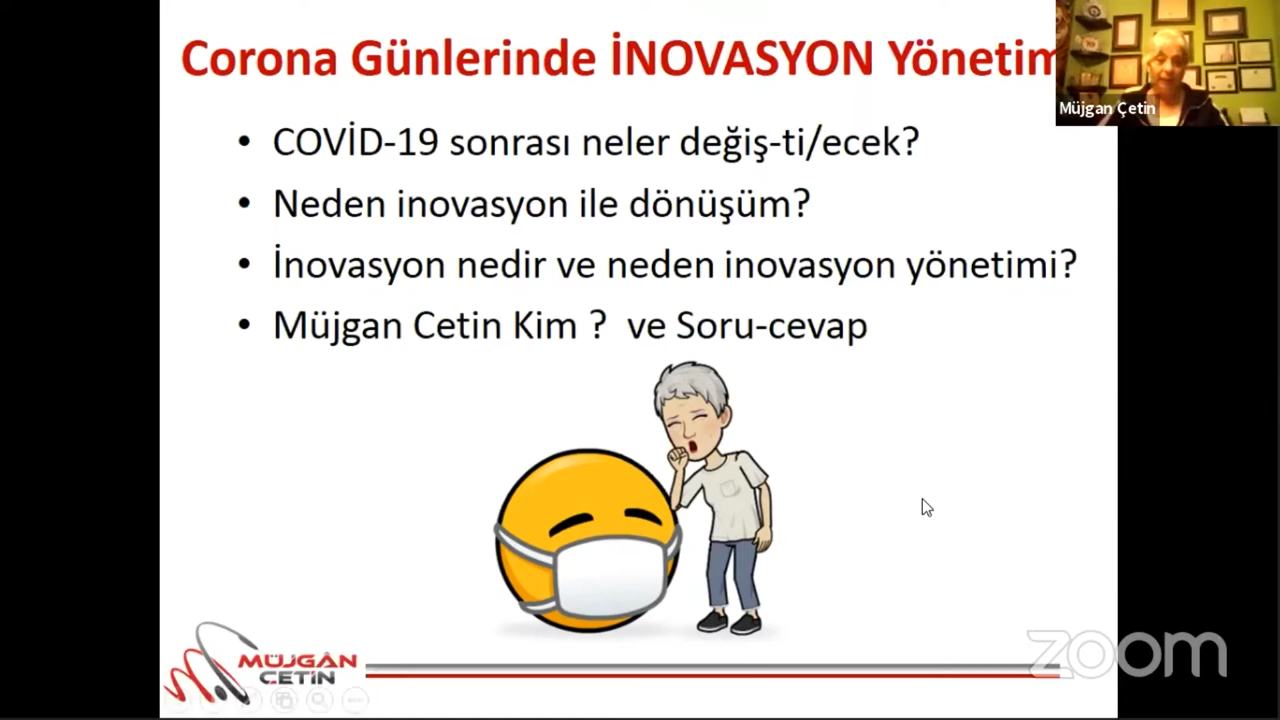 Corona Günlerinde İNOVASYON Yönetim
Müjgan Çetin
• COVİD-19 sonrası neler değiş-ti/ecek?
• Neden inovasyon ile dönüşüm?
• İnovasyon nedir ve neden inovasyon yönetimi?
• Müjgan Cetin Kim ? ve Soru-cevap
MÜJGÂN
ÇETİN
zoom